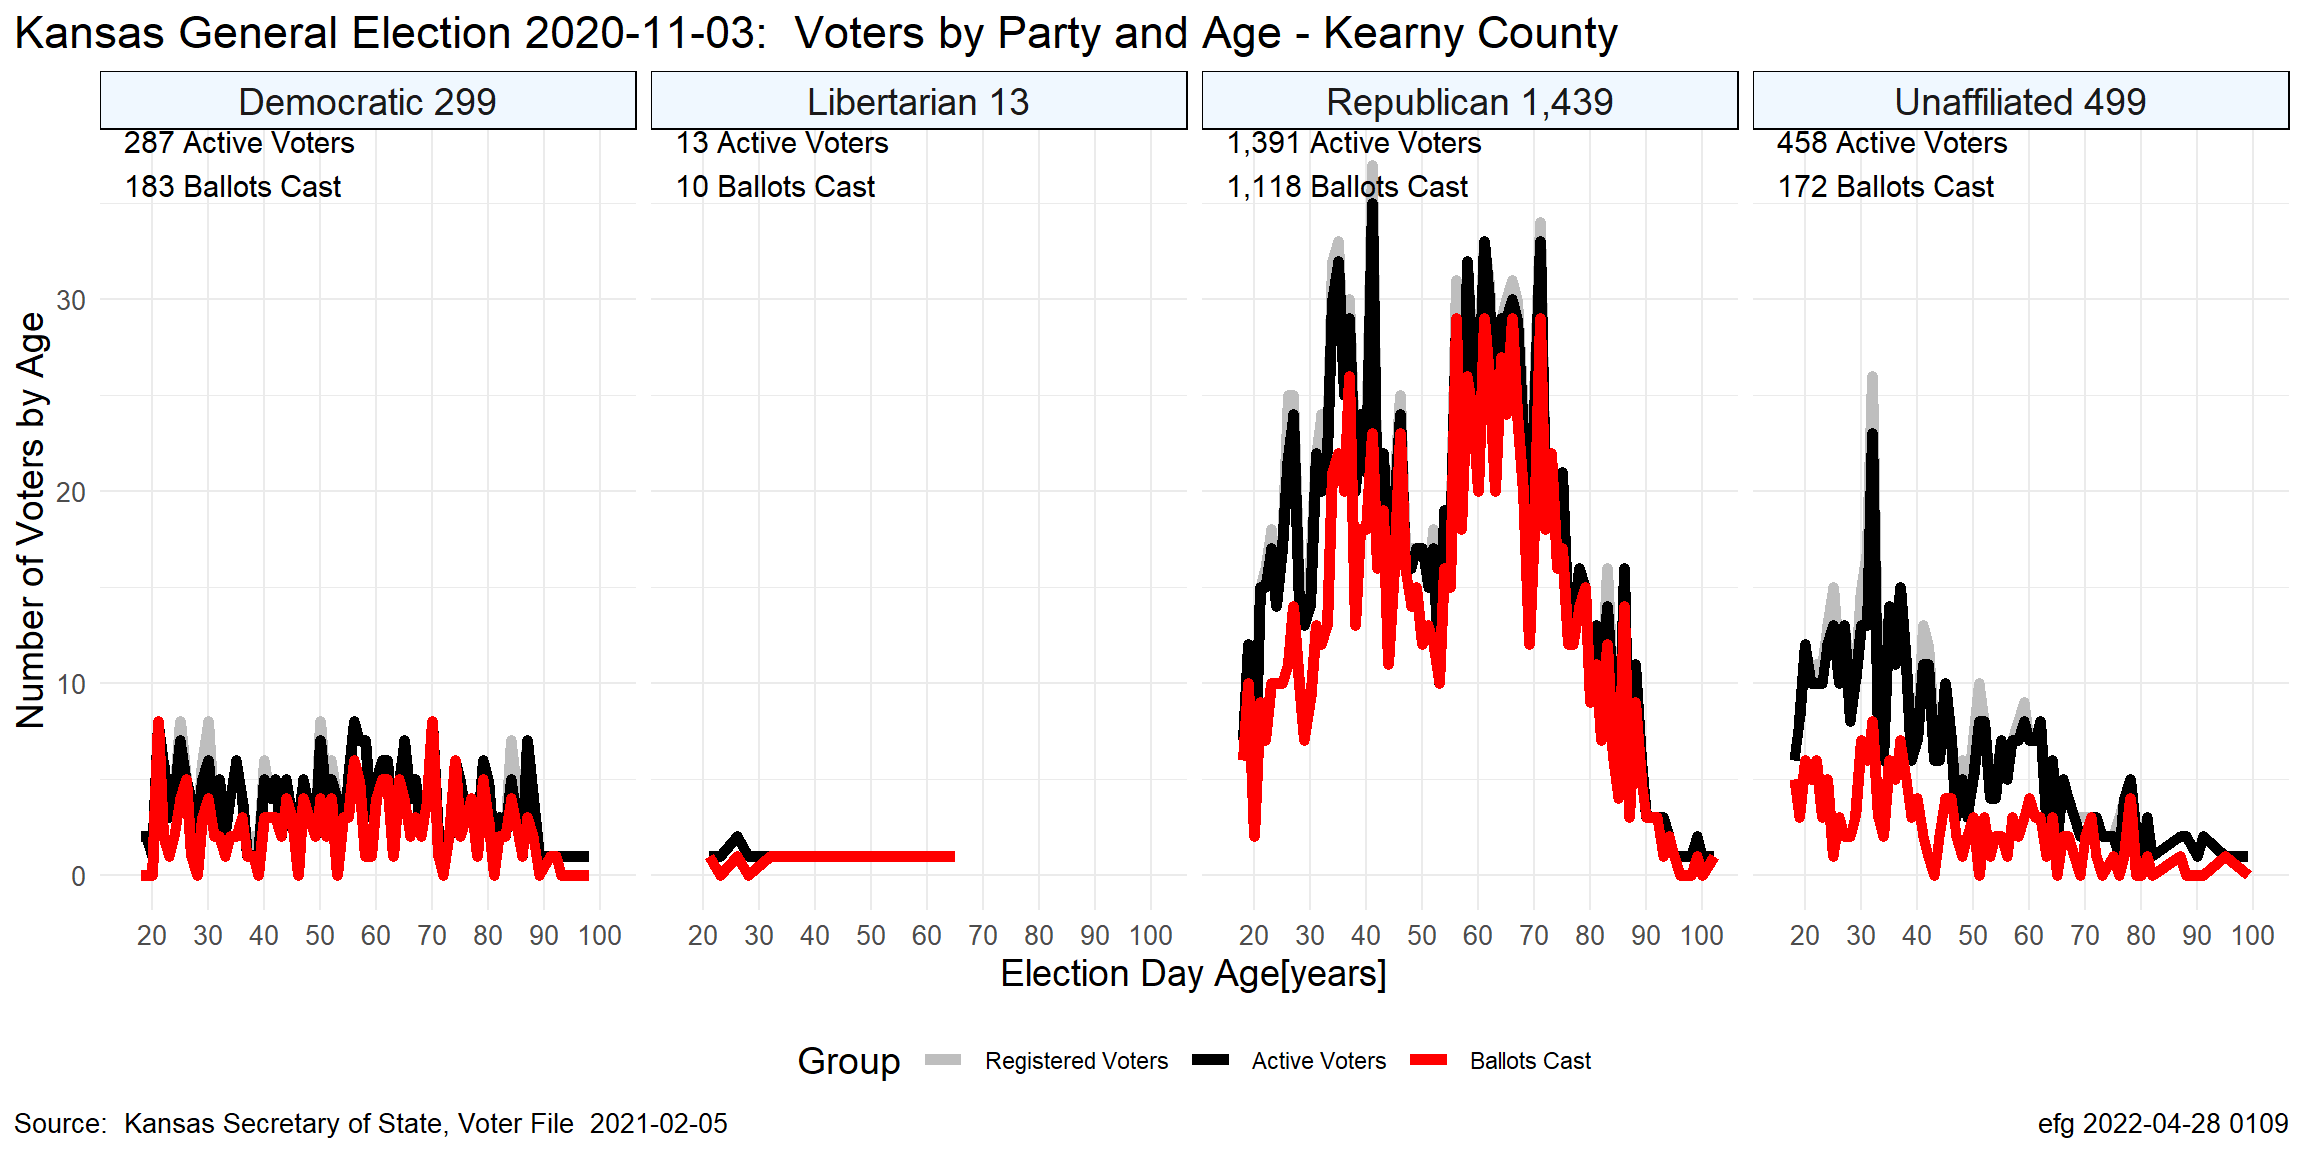 Kansas General Election 2020-11-03:  Voters by Party and Age - Kearny County
Democratic 299
Libertarian 13
Republican 1,439
Unaffiliated 499
287 Active Voters
183 Ballots Cast
13 Active Voters
10 Ballots Cast
1,391 Active Voters
1,118 Ballots Cast
458 Active Voters
172 Ballots Cast
Number of Voters by Age
30
20
10
0
20 30 40 50 60 70 80 90 100
20 30 40 50 60 70 80 90 100
20 30 40 50 60 70 80 90 100
20 30 40 50 60 70 80 90 100
Election Day Age[years]
Group Registered Voters Active Voters Ballots Cast
Source:  Kansas Secretary of State, Voter File  2021-02-05
efg 2022-04-28 0109